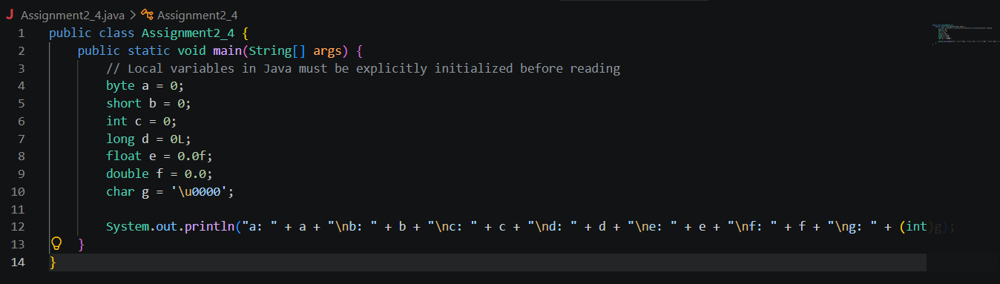 Assignment2_4.java > Assignment2_4
1 public class Assignment2_4 {
2     public static void main(String[] args) {
3         // Local variables in Java must be explicitly initialized before reading
4         byte a = 0;
5         short b = 0;
6         int c = 0;
7         long d = 0L;
8         float e = 0.0f;
9         double f = 0.0;
10         char g = '\u0000';
11
12         System.out.println("a: " + a + "\nb: " + b + "\nc: " + c + "\nd: " + d + "\ne: " + e + "\nf: " + f + "\ng: " + (int)g);
13     }
14 }